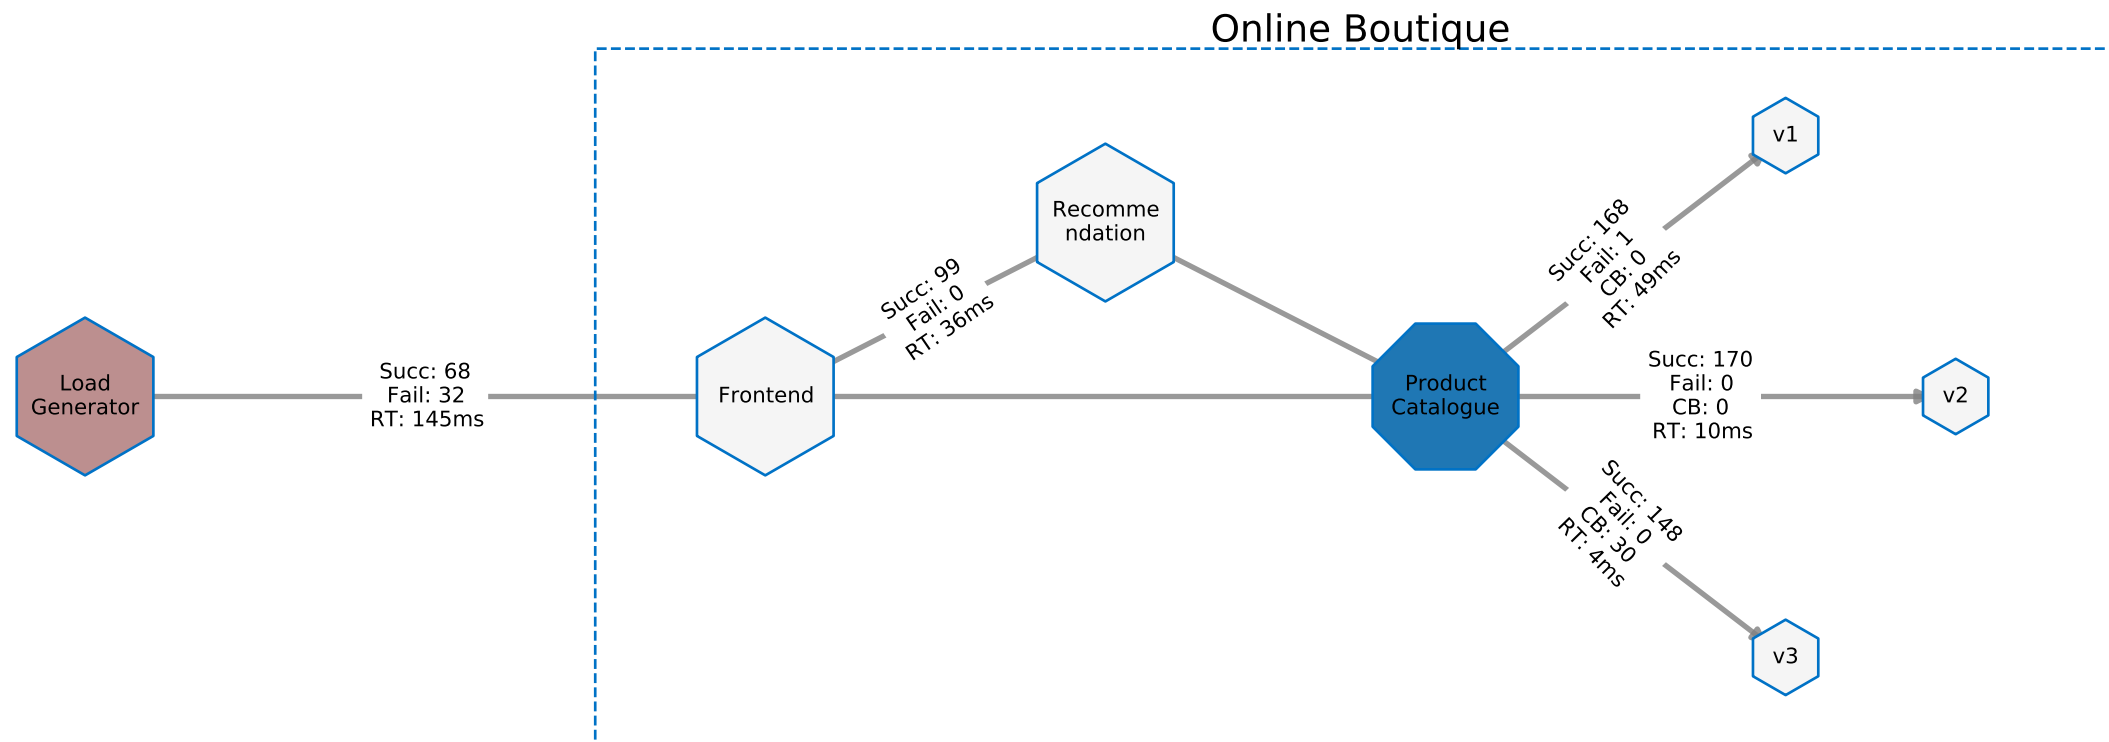 Online Boutique
Load
Generator
Succ: 68
Fail: 32
RT: 145ms
Frontend
Succ: 99
Fail: 0
RT: 36ms
Recomme
ndation
Product
Catalogue
Succ: 168
Fail: 1
CB: 0
RT: 49ms
v1
Succ: 170
Fail: 0
CB: 0
RT: 10ms
v2
Succ: 148
Fail: 0
CB: 30
RT: 4ms
v3